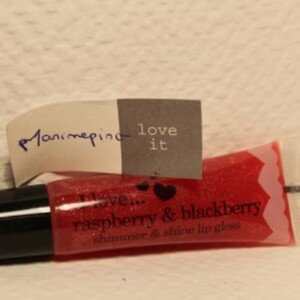 Marinepina
love
it
I love...
raspberry & blackberry
shimmer & shine lip gloss